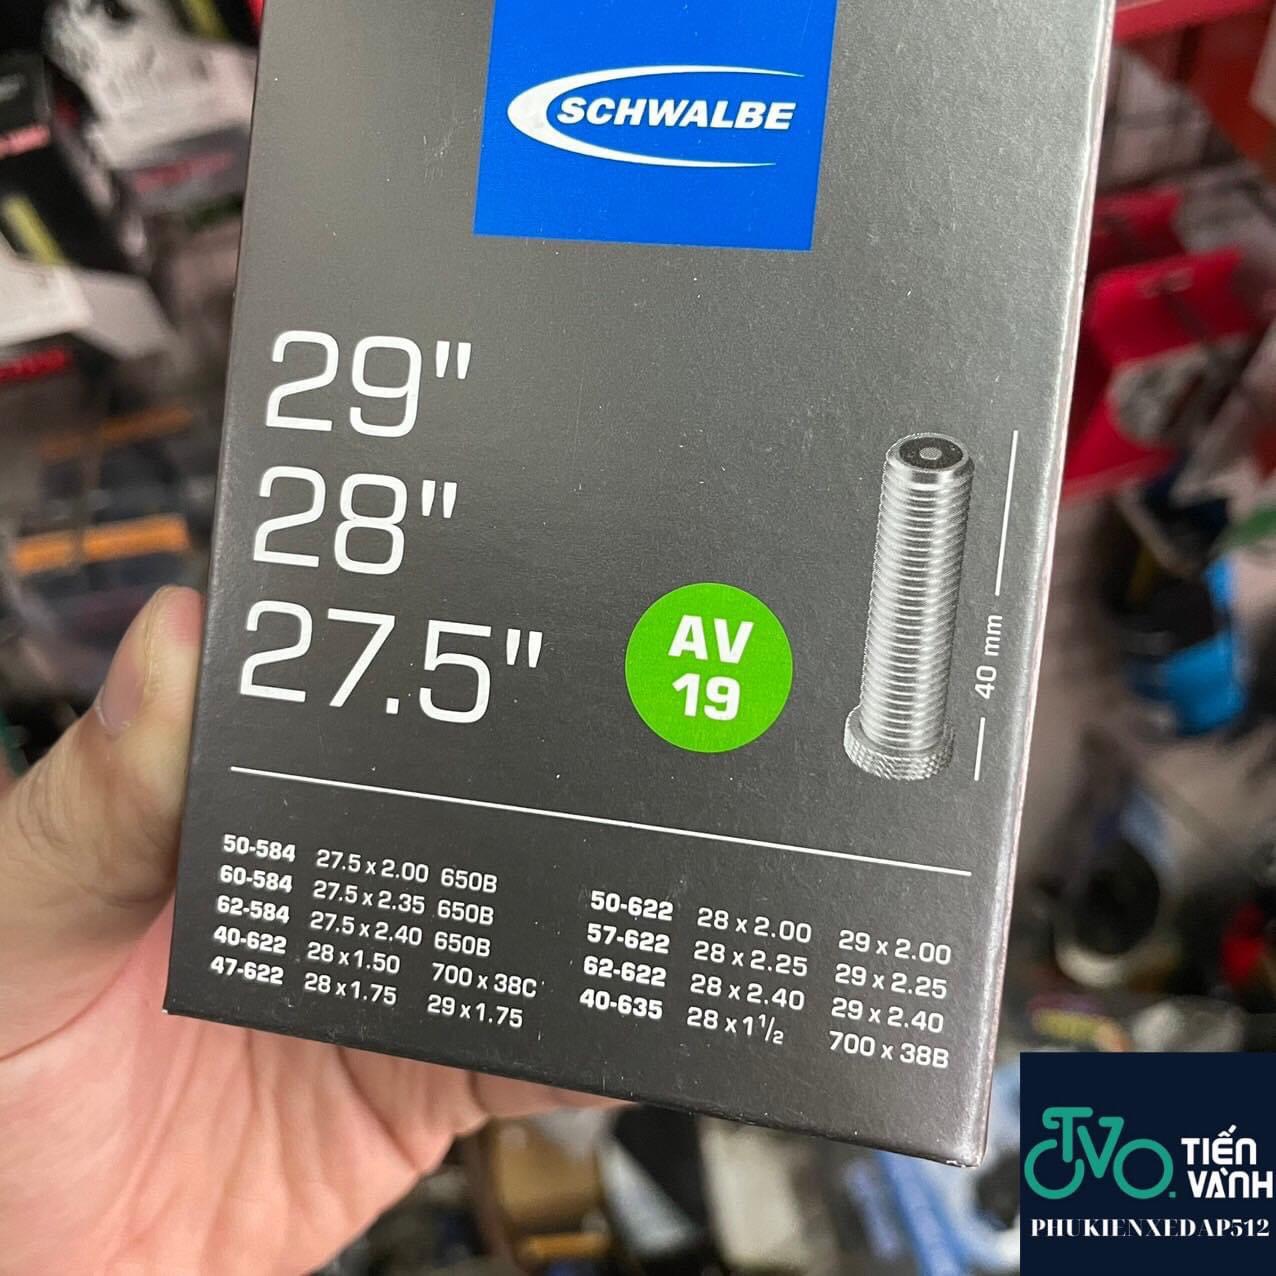 SCHWALBE
29"
28"
27.5"
AV
19
40 mm
50-584 27.5 x 2.00 650B
60-584 27.5 x 2.35 650B
62-584 27.5 x 2.40 650B
40-622 28 x 1.50 700 x 38C
47-622 28 x 1.75 29 x 1.75
50-622 28 x 2.00 29 x 2.00
57-622 28 x 2.25 29 x 2.25
62-622 28 x 2.40 29 x 2.40
40-635 28 x 1 1/2 700 x 38B
TVO.
TIẾN
VÀNH
PHUKIENXEDAP512